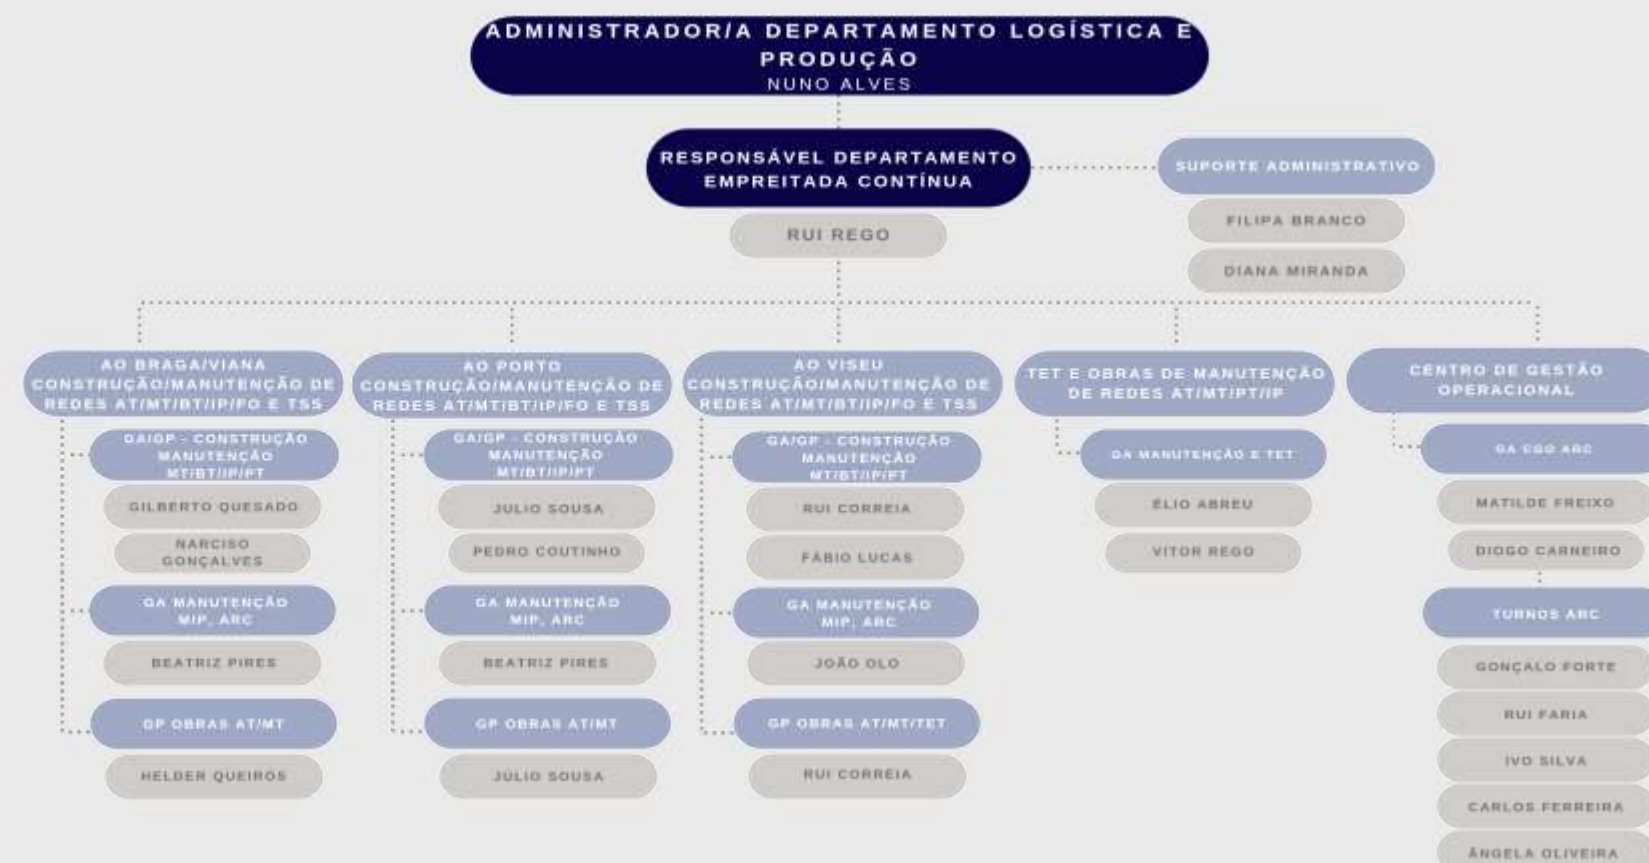 ADMINISTRADOR/A DEPARTAMENTO LOGÍSTICA E
PRODUÇÃO
NUNO ALVES
RESPONSÁVEL DEPARTAMENTO
EMPREITADA CONTÍNUA
RUI REGO
SUPORTE ADMINISTRATIVO
FILIPA BRANCO
DIANA MIRANDA
AO BRAGA/VIANA
CONSTRUÇÃO/MANUTENÇÃO DE
REDES AT/MT/BT/IP/FO E TSS
GA/GP - CONSTRUÇÃO
MANUTENÇÃO
MT/BT/IP/PT
GILBERTO QUESADO
NARCISO
GONÇALVES
GA MANUTENÇÃO
MIP, ARC
BEATRIZ PIRES
GP OBRAS AT/MT
HELDER QUEIRÓS
AO PORTO
CONSTRUÇÃO/MANUTENÇÃO DE
REDES AT/MT/BT/IP/FO E TSS
GA/GP - CONSTRUÇÃO
MANUTENÇÃO
MT/BT/IP/PT
JULIO SOUSA
PEDRO COUTINHO
GA MANUTENÇÃO
MIP, ARC
BEATRIZ PIRES
GP OBRAS AT/MT
JÚLIO SOUSA
AO VISEU
CONSTRUÇÃO/MANUTENÇÃO DE
REDES AT/MT/BT/IP/FO E TSS
GA/GP - CONSTRUÇÃO
MANUTENÇÃO
MT/BT/IP/PT
RUI CORREIA
FÁBIO LUCAS
GA MANUTENÇÃO
MIP, ARC
JOÃO OLO
GP OBRAS AT/MT/TET
RUI CORREIA
TET E OBRAS DE MANUTENÇÃO
DE REDES AT/MT/PT/IP
GA MANUTENÇÃO E TET
ÉLIO ABREU
VITOR REGO
CENTRO DE GESTÃO
OPERACIONAL
GA CGO ARC
MATILDE FREIXO
DIOGO CARNEIRO
TURNOS ARC
GONÇALO FORTE
RUI FARIA
IVO SILVA
CARLOS FERREIRA
ÂNGELA OLIVEIRA